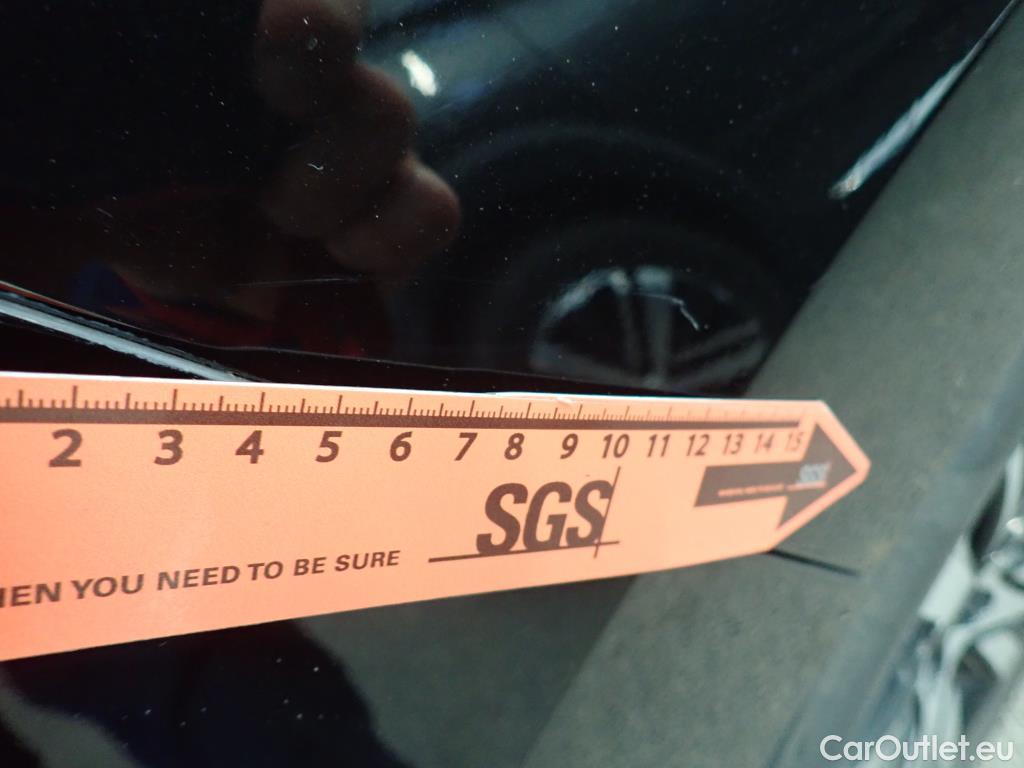 2 3 4 5 6 7 8 9 10 11 12 13 14 15
SGS
SGS
HEN YOU NEED TO BE SURE
CarOutlet.eu